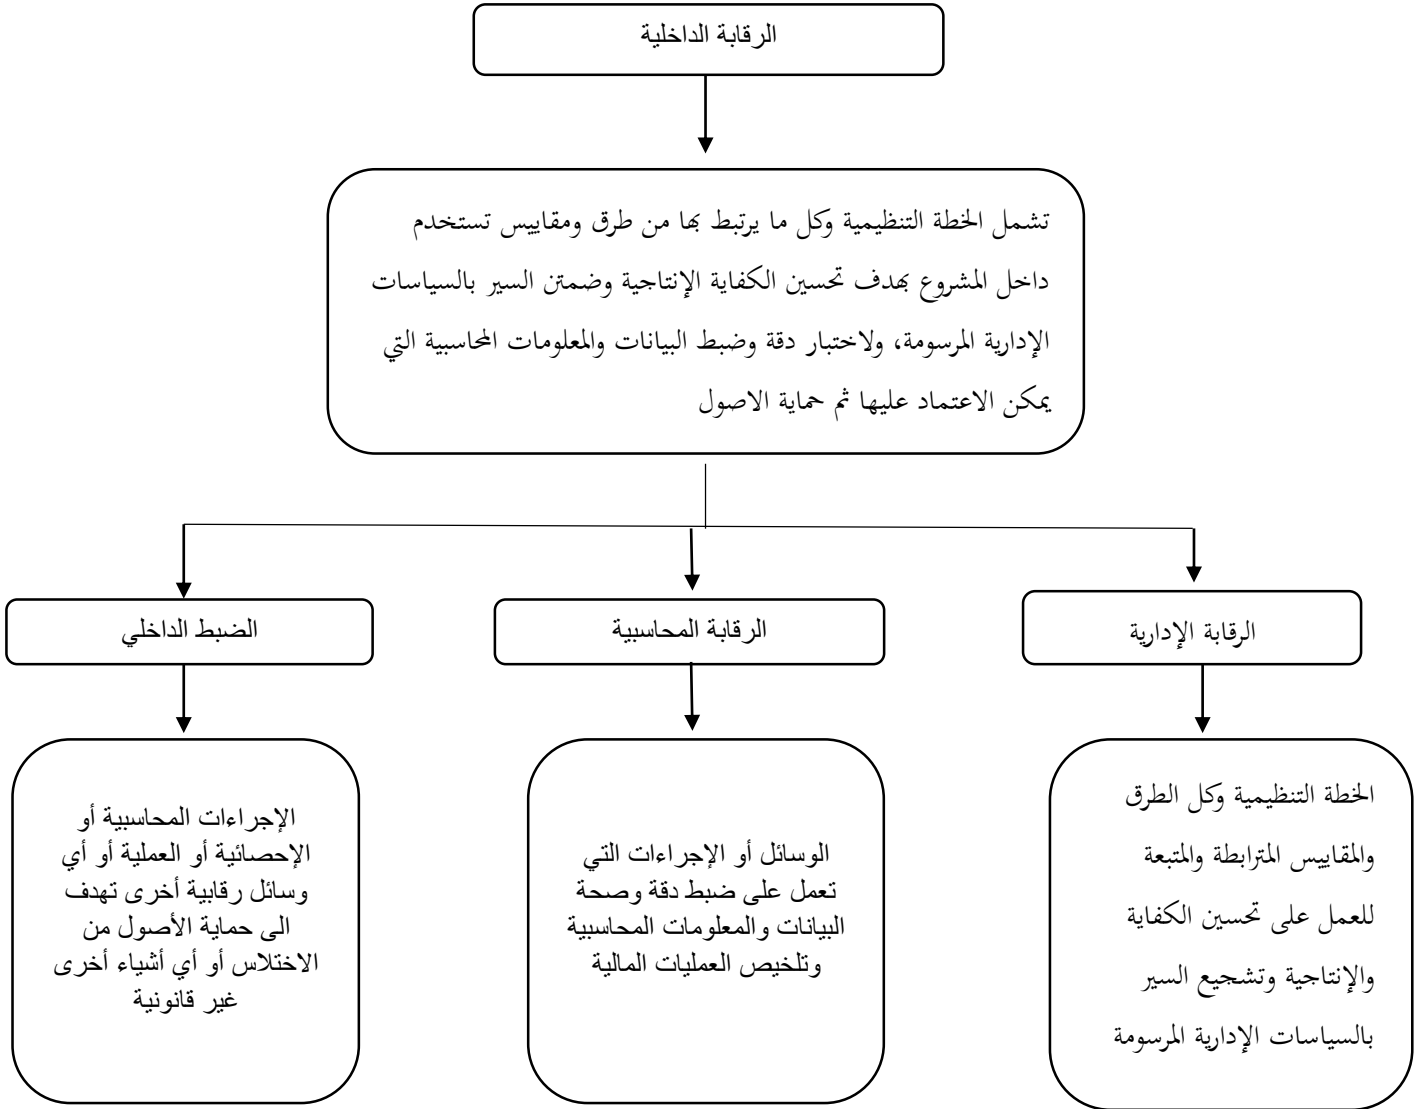 الرقابة الداخلية
تشمل الخطة التنظيمية وكل ما يرتبط بها من طرق ومقاييس تستخدم
داخل المشروع بهدف تحسين الكفاية الإنتاجية وضمتن السير بالسياسات
الإدارية المرسومة، ولاختبار دقة وضبط البيانات والمعلومات المحاسبية التي
يمكن الاعتماد عليها ثم حماية الاصول
الرقابة الإدارية
الخطة التنظيمية وكل الطرق
والمقاييس المترابطة والمتبعة
للعمل على تحسين الكفاية
والإنتاجية وتشجيع السير
بالسياسات الإدارية المرسومة
الرقابة المحاسبية
الوسائل أو الإجراءات التي
تعمل على ضبط دقة وصحة
البيانات والمعلومات المحاسبية
وتلخيص العمليات المالية
الضبط الداخلي
الإجراءات المحاسبية أو
الإحصائية أو العملية أو أي
وسائل رقابية أخرى تهدف
الى حماية الأصول من
الاختلاس أو أي أشياء أخرى
غير قانونية